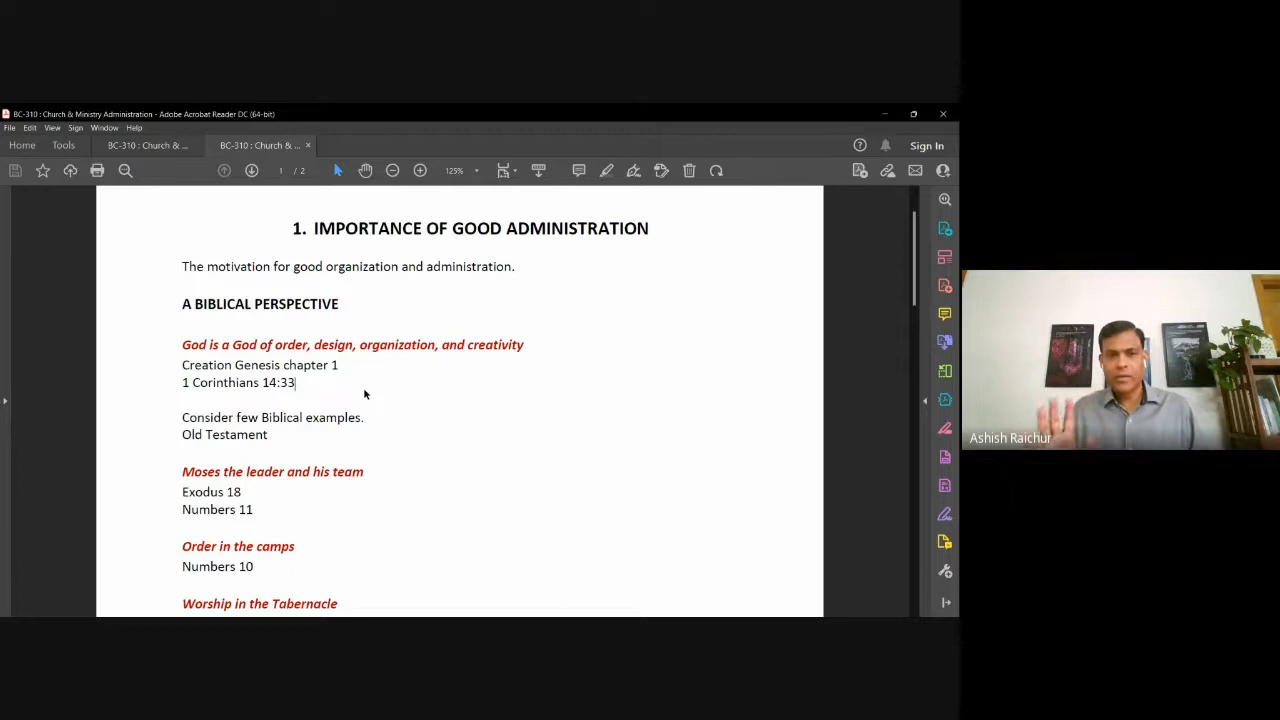 BC-310 : Church & Ministry Administration - Adobe Acrobat Reader DC (64-bit)
File Edit View Sign Window Help
Home Tools BC-310 : Church & ... BC-310 : Church & ... ×
Sign In
1 / 2 125%
1. IMPORTANCE OF GOOD ADMINISTRATION
The motivation for good organization and administration.
A BIBLICAL PERSPECTIVE
God is a God of order, design, organization, and creativity
Creation Genesis chapter 1
1 Corinthians 14:33
Consider few Biblical examples.
Old Testament
Moses the leader and his team
Exodus 18
Numbers 11
Order in the camps
Numbers 10
Worship in the Tabernacle
Ashish Raichur